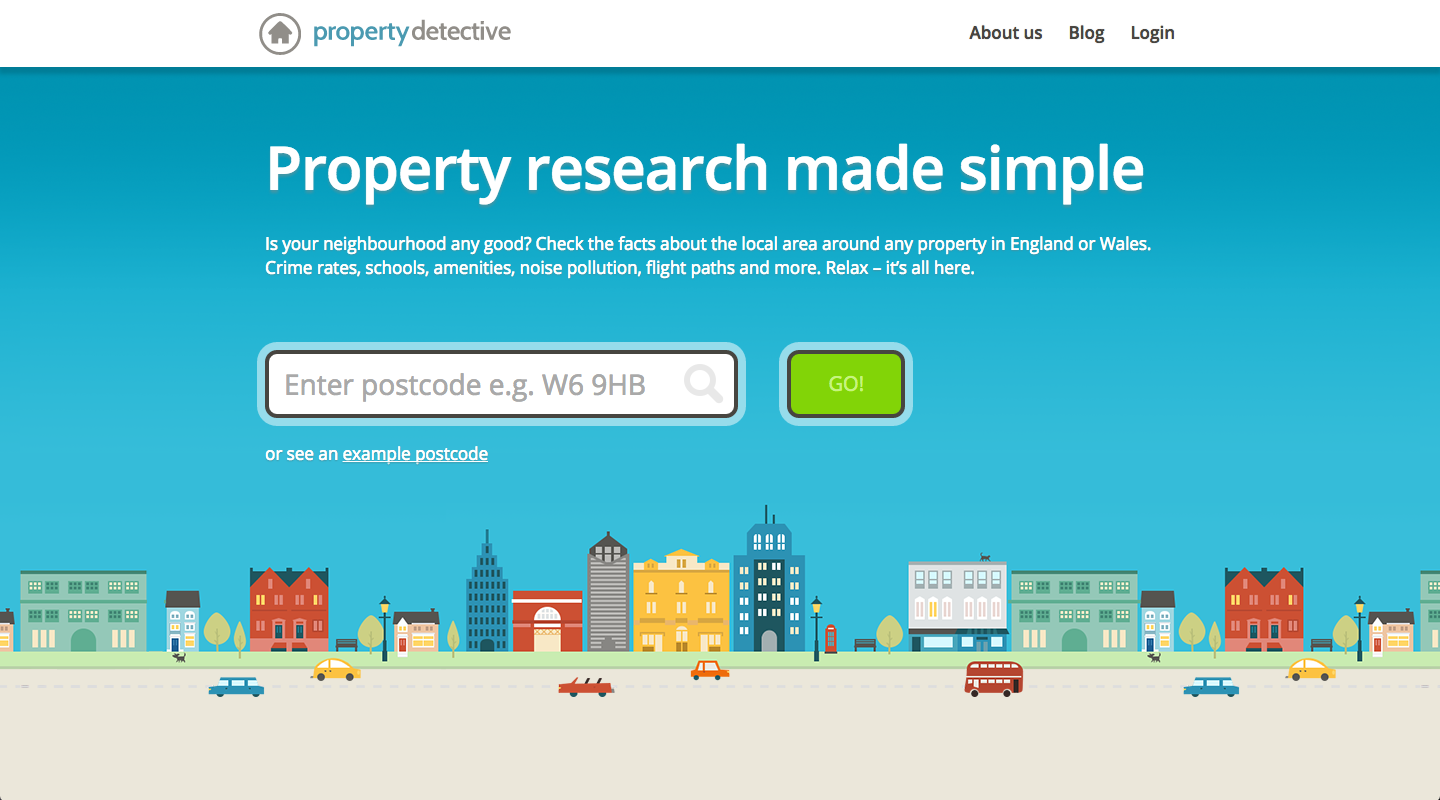 propertydetective
About us
Blog
Login
Property research made simple
Is your neighbourhood any good? Check the facts about the local area around any property in England or Wales.
Crime rates, schools, amenities, noise pollution, flight paths and more. Relax – it's all here.
Enter postcode e.g. W6 9HB
GO!
or see an example postcode